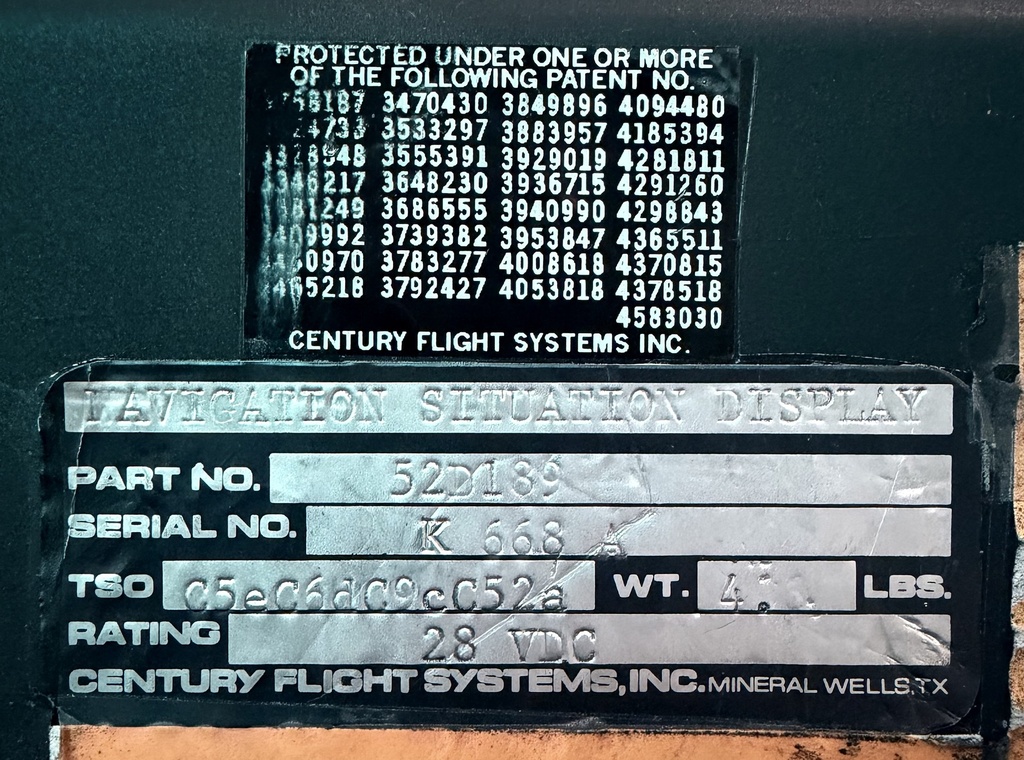 PROTECTED UNDER ONE OR MORE
OF THE FOLLOWING PATENT NO.
3470430 3849896 4094480
3533297 3883957 4185394
3555391 3929019 4281811
3648230 3936715 4291260
3686555 3940990 4298843
3739382 3953847 4365511
3783277 4008618 4370815
3792427 4053818 4378518
4583030
CENTURY FLIGHT SYSTEMS INC.
NAVIGATION SITUATION DISPLAY
PART NO. 52D189
SERIAL NO. K 668 A
TSO C5eC6dC9cC52a WT. LBS.
RATING 28 VDC
CENTURY FLIGHT SYSTEMS, INC. MINERAL WELLS, TX